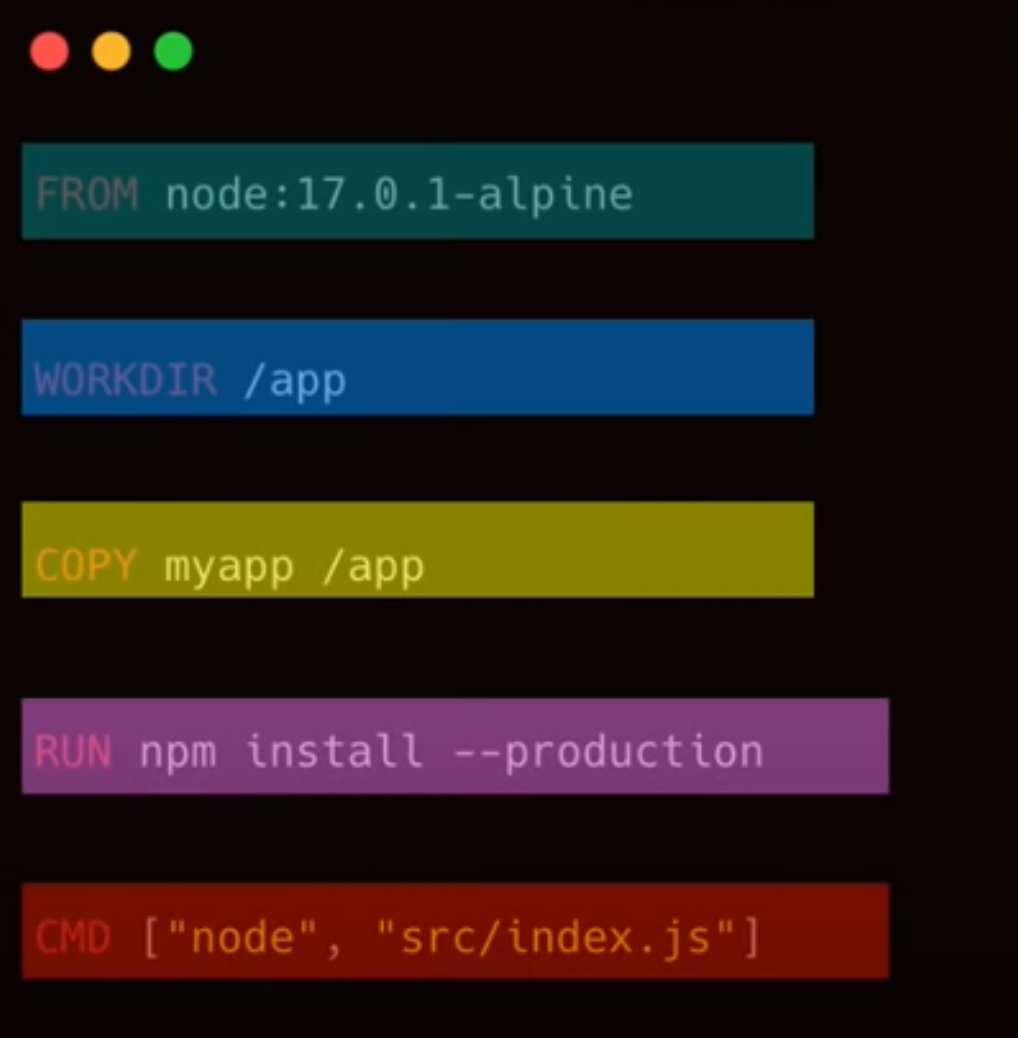 FROM node:17.0.1-alpine
WORKDIR /app
COPY myapp /app
RUN npm install --production
CMD ["node", "src/index.js"]